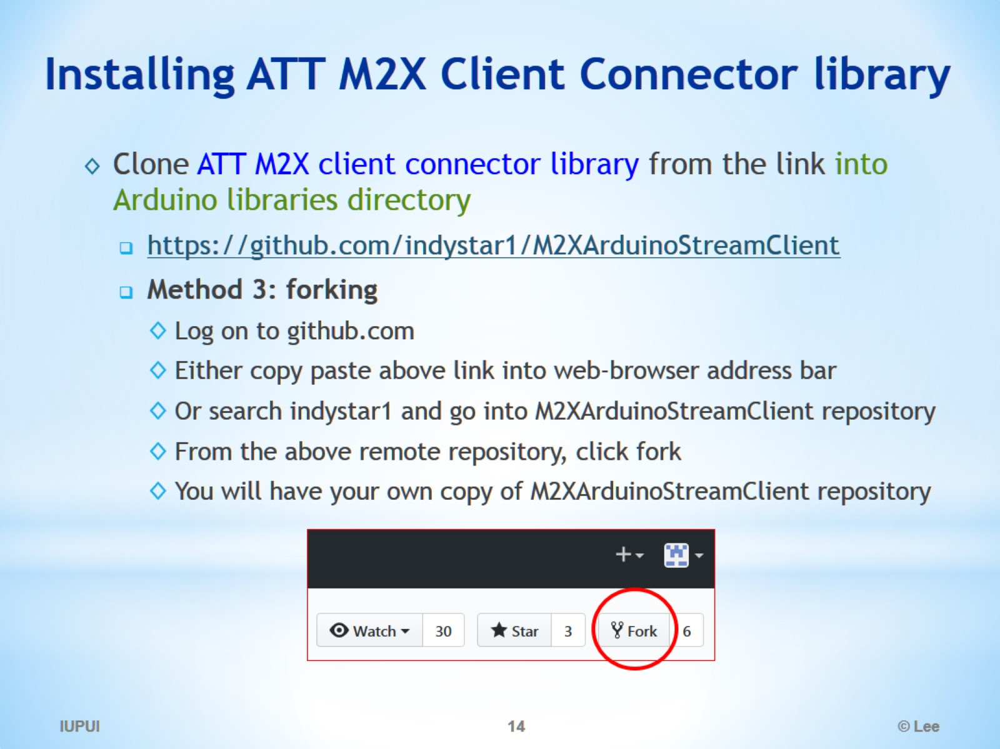 Installing ATT M2X Client Connector library
Clone ATT M2X client connector library from the link into
Arduino libraries directory
https://github.com/indystar1/M2XArduinoStreamClient
Method 3: forking
Log on to github.com
Either copy paste above link into web-browser address bar
Or search indystar1 and go into M2XArduinoStreamClient repository
From the above remote repository, click fork
You will have your own copy of M2XArduinoStreamClient repository
Watch 30 Star 3 Fork 6
IUPUI 14 © Lee